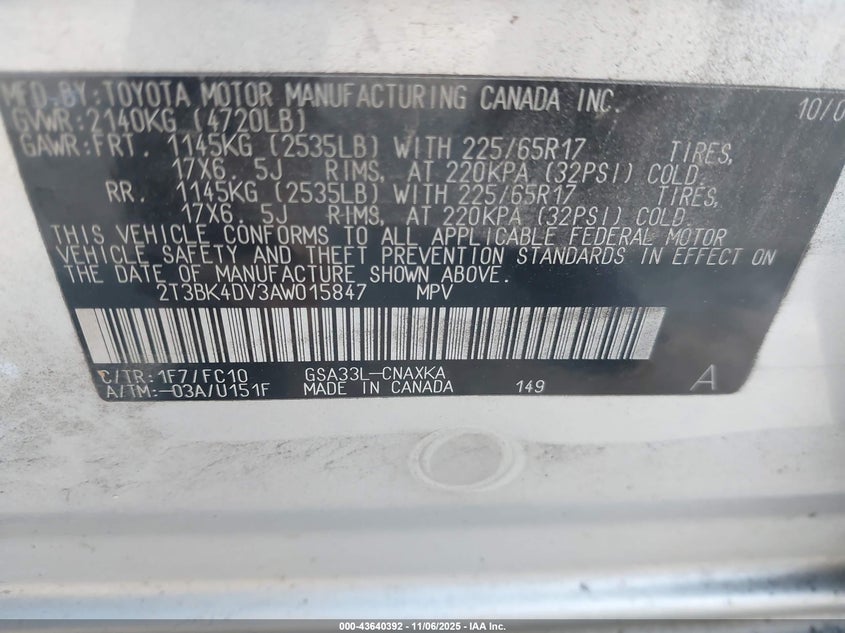 MFD.BY:TOYOTA MOTOR MANUFACTURING CANADA INC. 10/0
GVWR:2140KG (4720LB)
GAWR:FRT. 1145KG (2535LB) WITH 225/65R17 TIRES,
17X6.5J RIMS, AT 220KPA (32PSI) COLD.
RR. 1145KG (2535LB) WITH 225/65R17 TIRES,
17X6.5J RIMS, AT 220KPA (32PSI) COLD.
THIS VEHICLE CONFORMS TO ALL APPLICABLE FEDERAL MOTOR
VEHICLE SAFETY AND THEFT PREVENTION STANDARDS IN EFFECT ON
THE DATE OF MANUFACTURE SHOWN ABOVE.
2T3BK4DV3AW015847 MPV
C/TR:1F7/FC10 GSA33L-CNAXKA
A/TM:-03A/U151F MADE IN CANADA 149 A
000-43640392 — 11/06/2025 — IAA Inc.